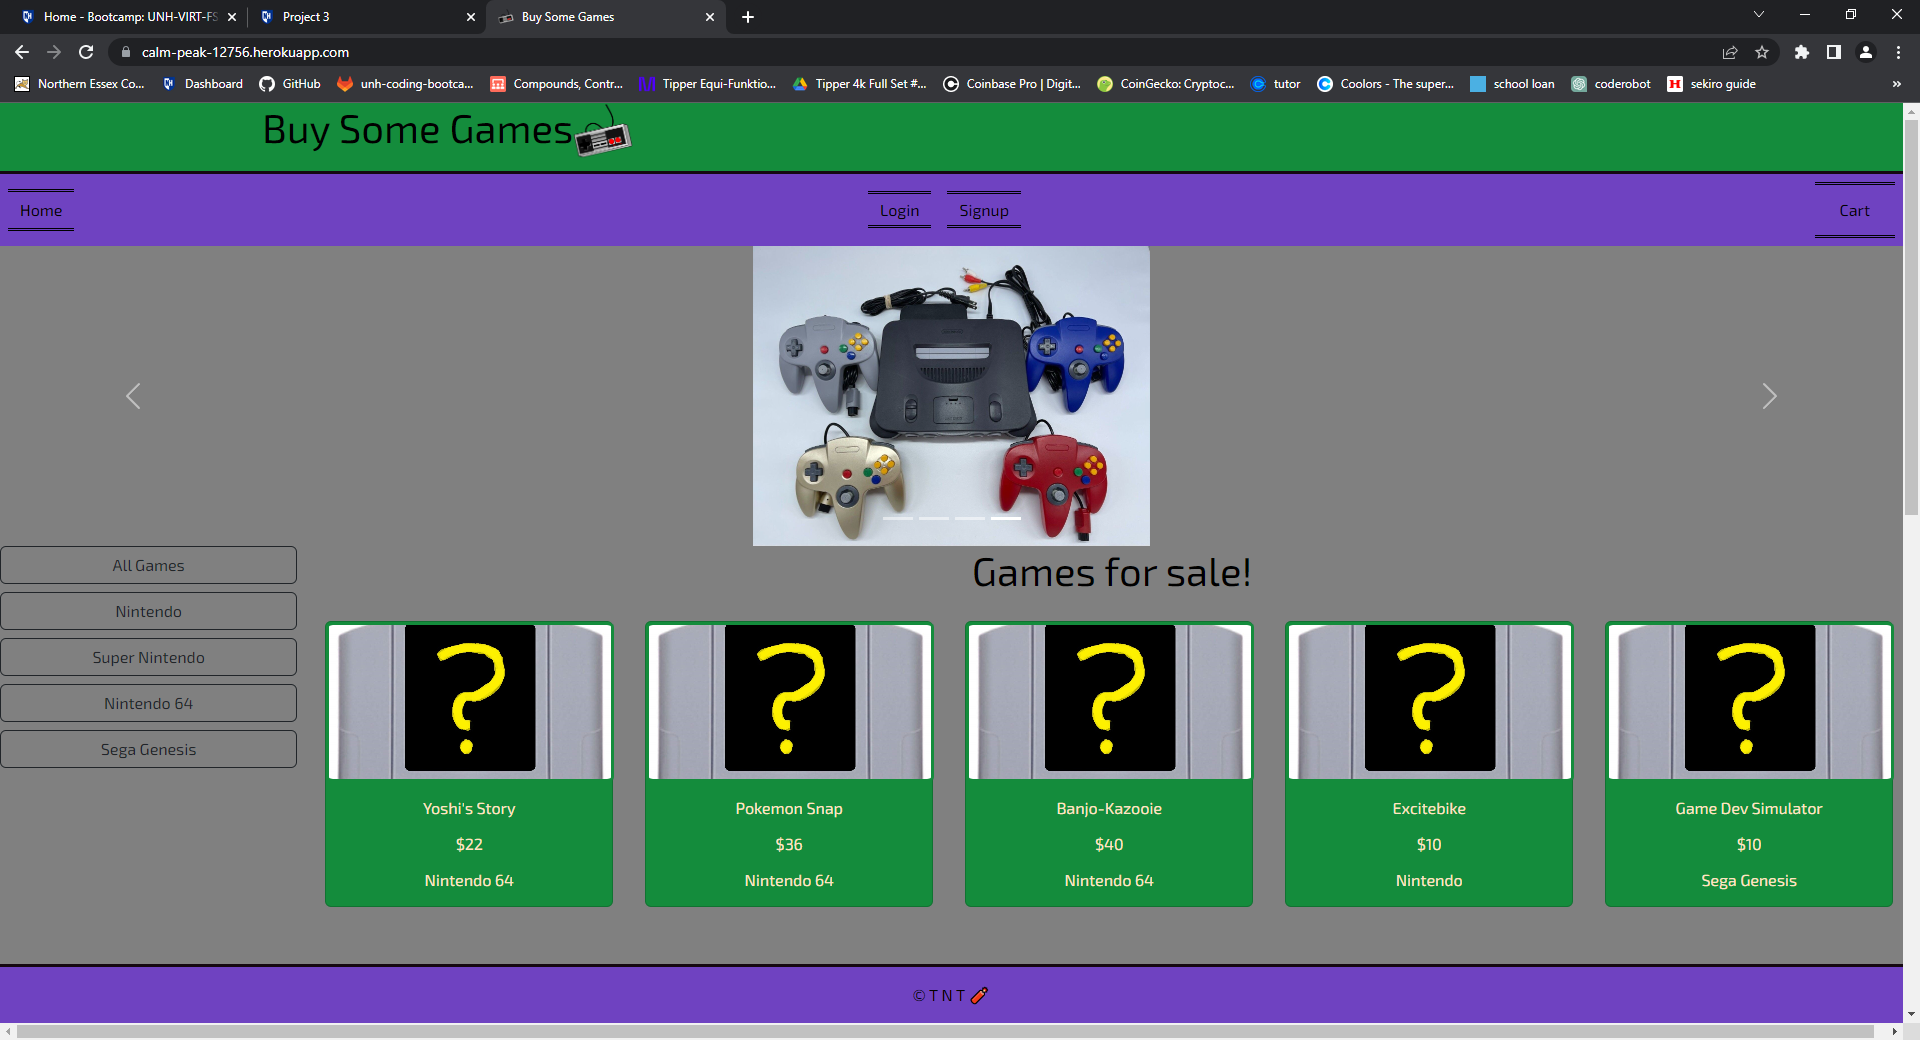 Home - Bootcamp: UNH-VIRT-FS
Project 3
Buy Some Games
calm-peak-12756.herokuapp.com
Northern Essex Co...
Dashboard
GitHub
unh-coding-bootca...
Compounds, Contr...
Tipper Equi-Funktio...
Tipper 4k Full Set #...
Coinbase Pro | Digit...
CoinGecko: Cryptoc...
tutor
Coolors - The super...
school loan
coderobot
sekiro guide
Buy Some Games
Home
Login
Signup
Cart
All Games
Nintendo
Super Nintendo
Nintendo 64
Sega Genesis
Games for sale!
?
Yoshi's Story
$22
Nintendo 64
?
Pokemon Snap
$36
Nintendo 64
?
Banjo-Kazooie
$40
Nintendo 64
?
Excitebike
$10
Nintendo
?
Game Dev Simulator
$10
Sega Genesis
© T N T